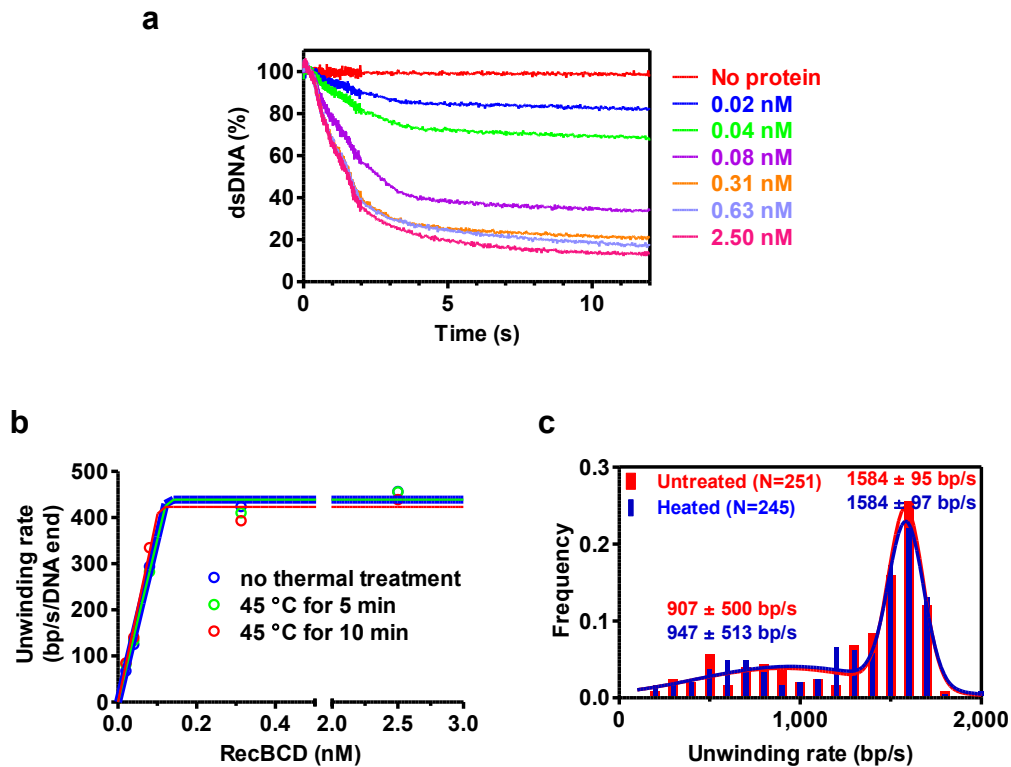 a
100
80
60
40
20
0
dsDNA (%)
0
5
10
Time (s)
No protein
0.02 nM
0.04 nM
0.08 nM
0.31 nM
0.63 nM
2.50 nM
b
500
400
300
200
100
0
Unwinding rate
(bp/s/DNA end)
0.0
0.2
0.4
2.0
2.5
3.0
RecBCD (nM)
no thermal treatment
45 °C for 5 min
45 °C for 10 min
c
0.3
0.2
0.1
0.0
Frequency
0
1,000
2,000
Unwinding rate (bp/s)
Untreated (N=251)
Heated (N=245)
1584 ± 95 bp/s
1584 ± 97 bp/s
907 ± 500 bp/s
947 ± 513 bp/s